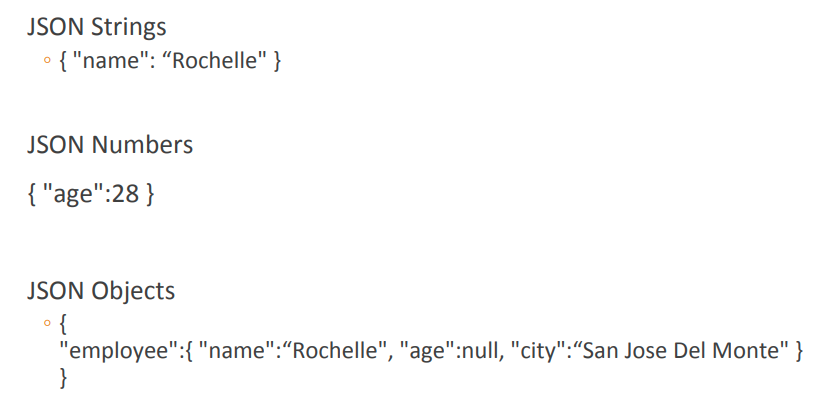 JSON Strings
◦ { "name": “Rochelle" }
JSON Numbers
{ "age":28 }
JSON Objects
◦ {
"employee":{ "name":“Rochelle", "age":null, "city":“San Jose Del Monte" }
}